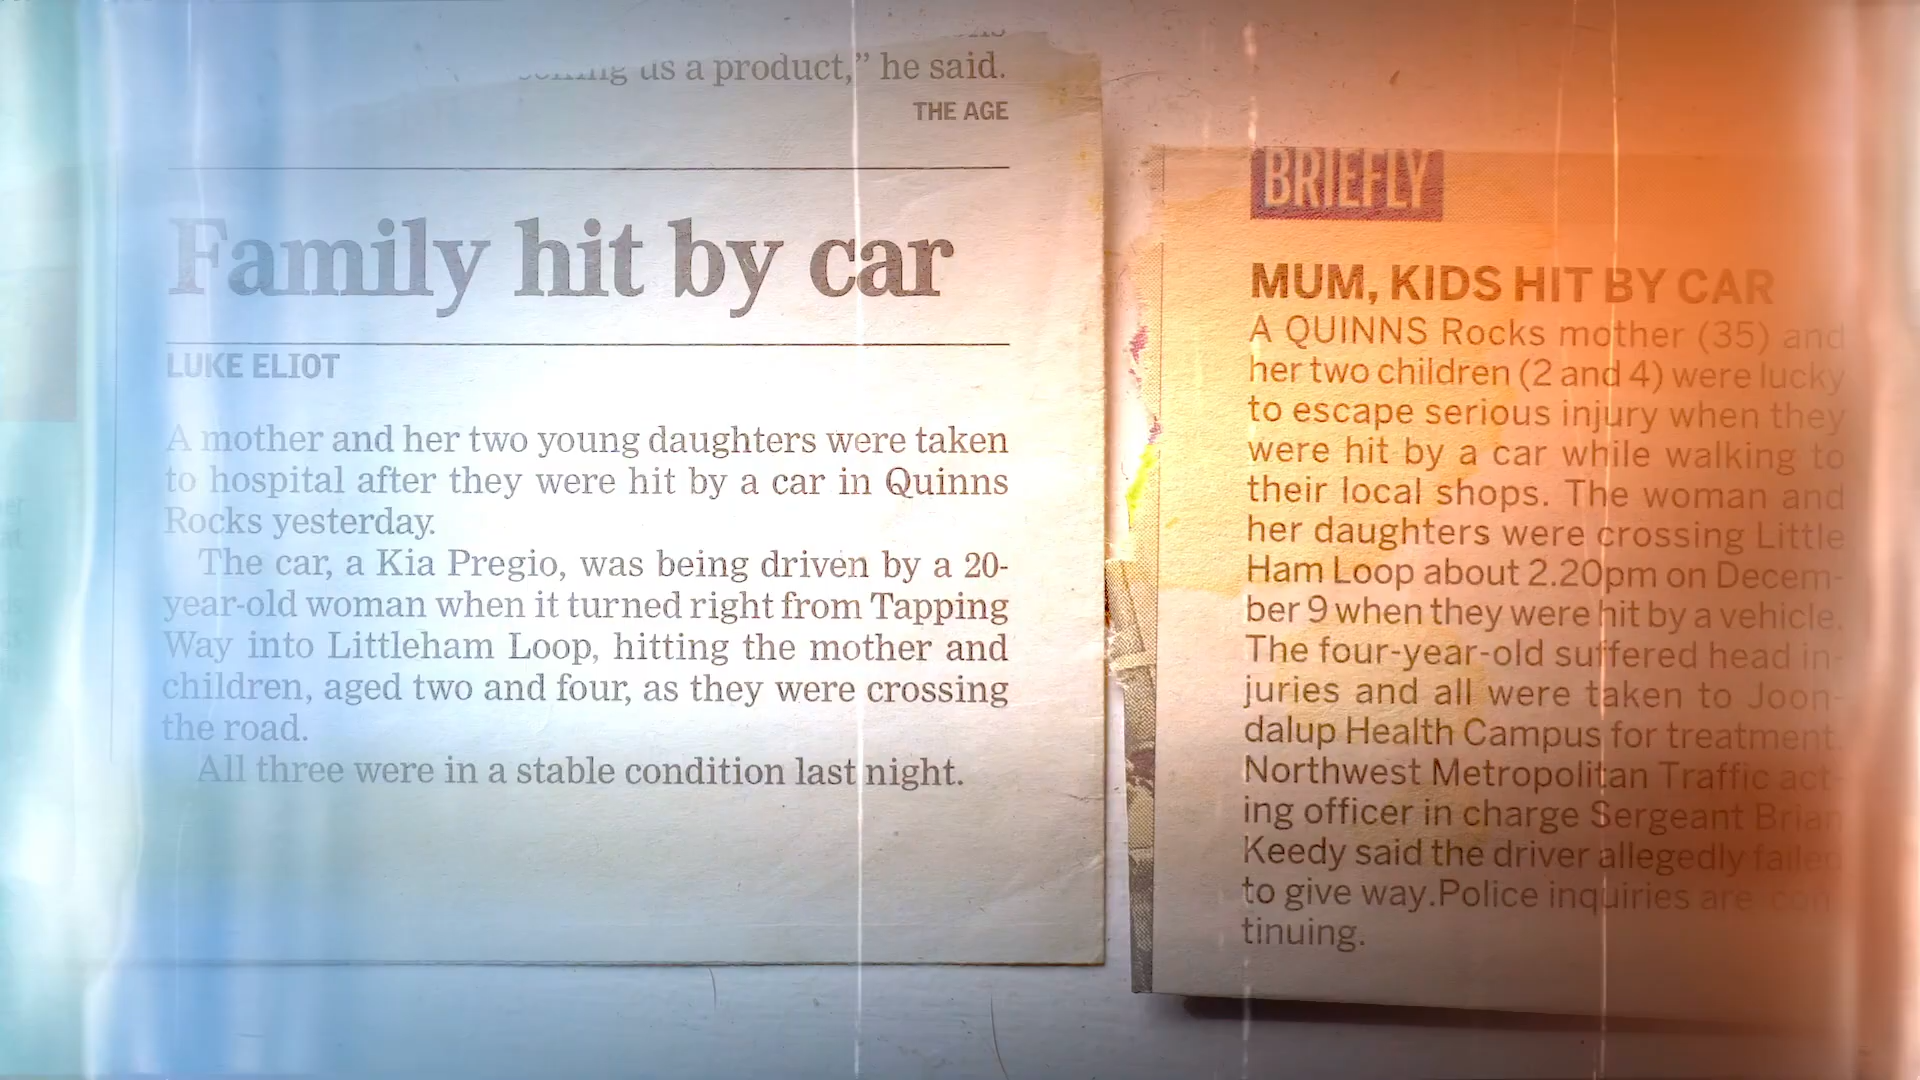 us a product,” he said.
THE AGE
Family hit by car
LUKE ELIOT
A mother and her two young daughters were taken
to hospital after they were hit by a car in Quinns
Rocks yesterday.
The car, a Kia Pregio, was being driven by a 20-
year-old woman when it turned right from Tapping
Way into Littleham Loop, hitting the mother and
children, aged two and four, as they were crossing
the road.
All three were in a stable condition last night.
BRIEFLY
MUM, KIDS HIT BY CAR
A QUINNS Rocks mother (35) and
her two children (2 and 4) were lucky
to escape serious injury when they
were hit by a car while walking to
their local shops. The woman and
her daughters were crossing Little
Ham Loop about 2.20pm on Decem-
ber 9 when they were hit by a vehicle.
The four-year-old suffered head in-
juries and all were taken to Joon-
dalup Health Campus for treatment.
Northwest Metropolitan Traffic act-
ing officer in charge Sergeant Brian
Keedy said the driver allegedly failed
to give way.Police inquiries are con-
tinuing.